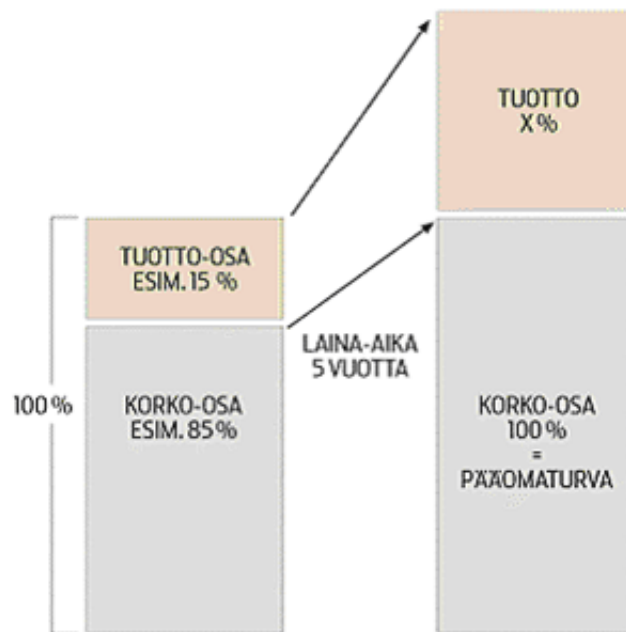 TUOTTO
X %
TUOTTO-OSA
ESIM. 15 %
LAINA-AIKA
5 VUOTTA
100 %
KORKO-OSA
ESIM. 85 %
KORKO-OSA
100 %
=
PÄÄOMATURVA